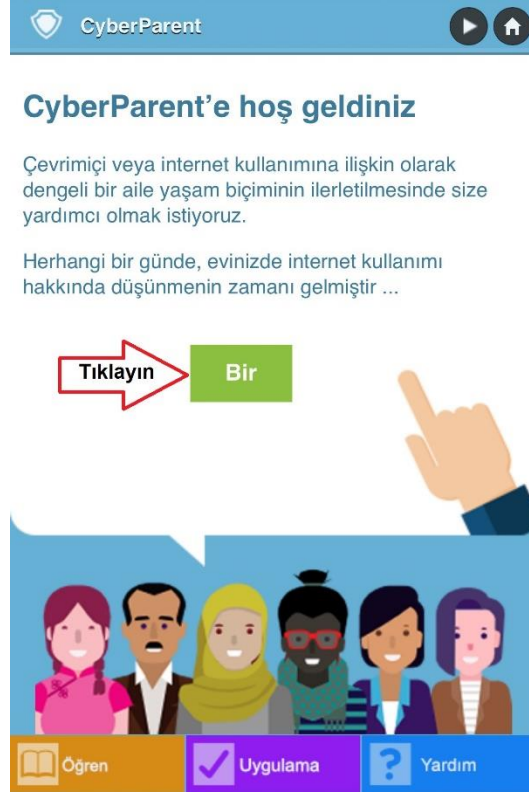 CyberParent
CyberParent’e hoş geldiniz
Çevrimiçi veya internet kullanımına ilişkin olarak
dengeli bir aile yaşam biçiminin ilerletilmesinde size
yardımcı olmak istiyoruz.
Herhangi bir günde, evinizde internet kullanımı
hakkında düşünmenin zamanı gelmiştir ...
Tıklayın
Bir
Öğren
Uygulama
? Yardım